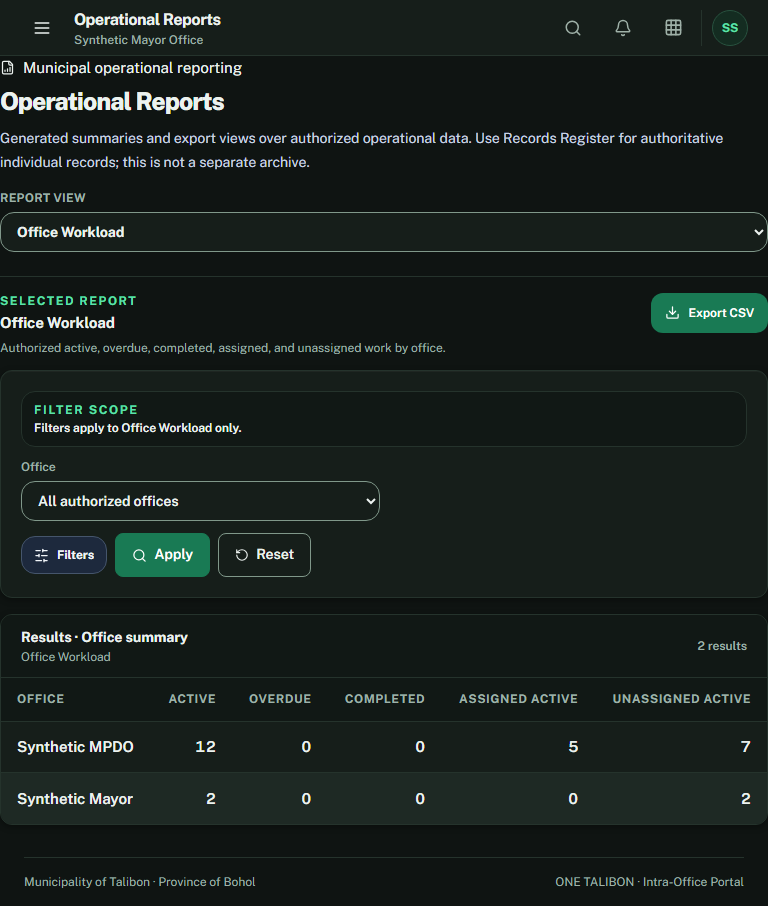 Operational Reports
Synthetic Mayor Office
SS
Municipal operational reporting
Operational Reports
Generated summaries and export views over authorized operational data. Use Records Register for authoritative
individual records; this is not a separate archive.
REPORT VIEW
Office Workload
SELECTED REPORT
Office Workload
Export CSV
Authorized active, overdue, completed, assigned, and unassigned work by office.
FILTER SCOPE
Filters apply to Office Workload only.
Office
All authorized offices
Filters Apply Reset
Results · Office summary
Office Workload
2 results
OFFICE ACTIVE OVERDUE COMPLETED ASSIGNED ACTIVE UNASSIGNED ACTIVE
Synthetic MPDO 12 0 0 5 7
Synthetic Mayor 2 0 0 0 2
Municipality of Talibon · Province of Bohol ONE TALIBON · Intra-Office Portal